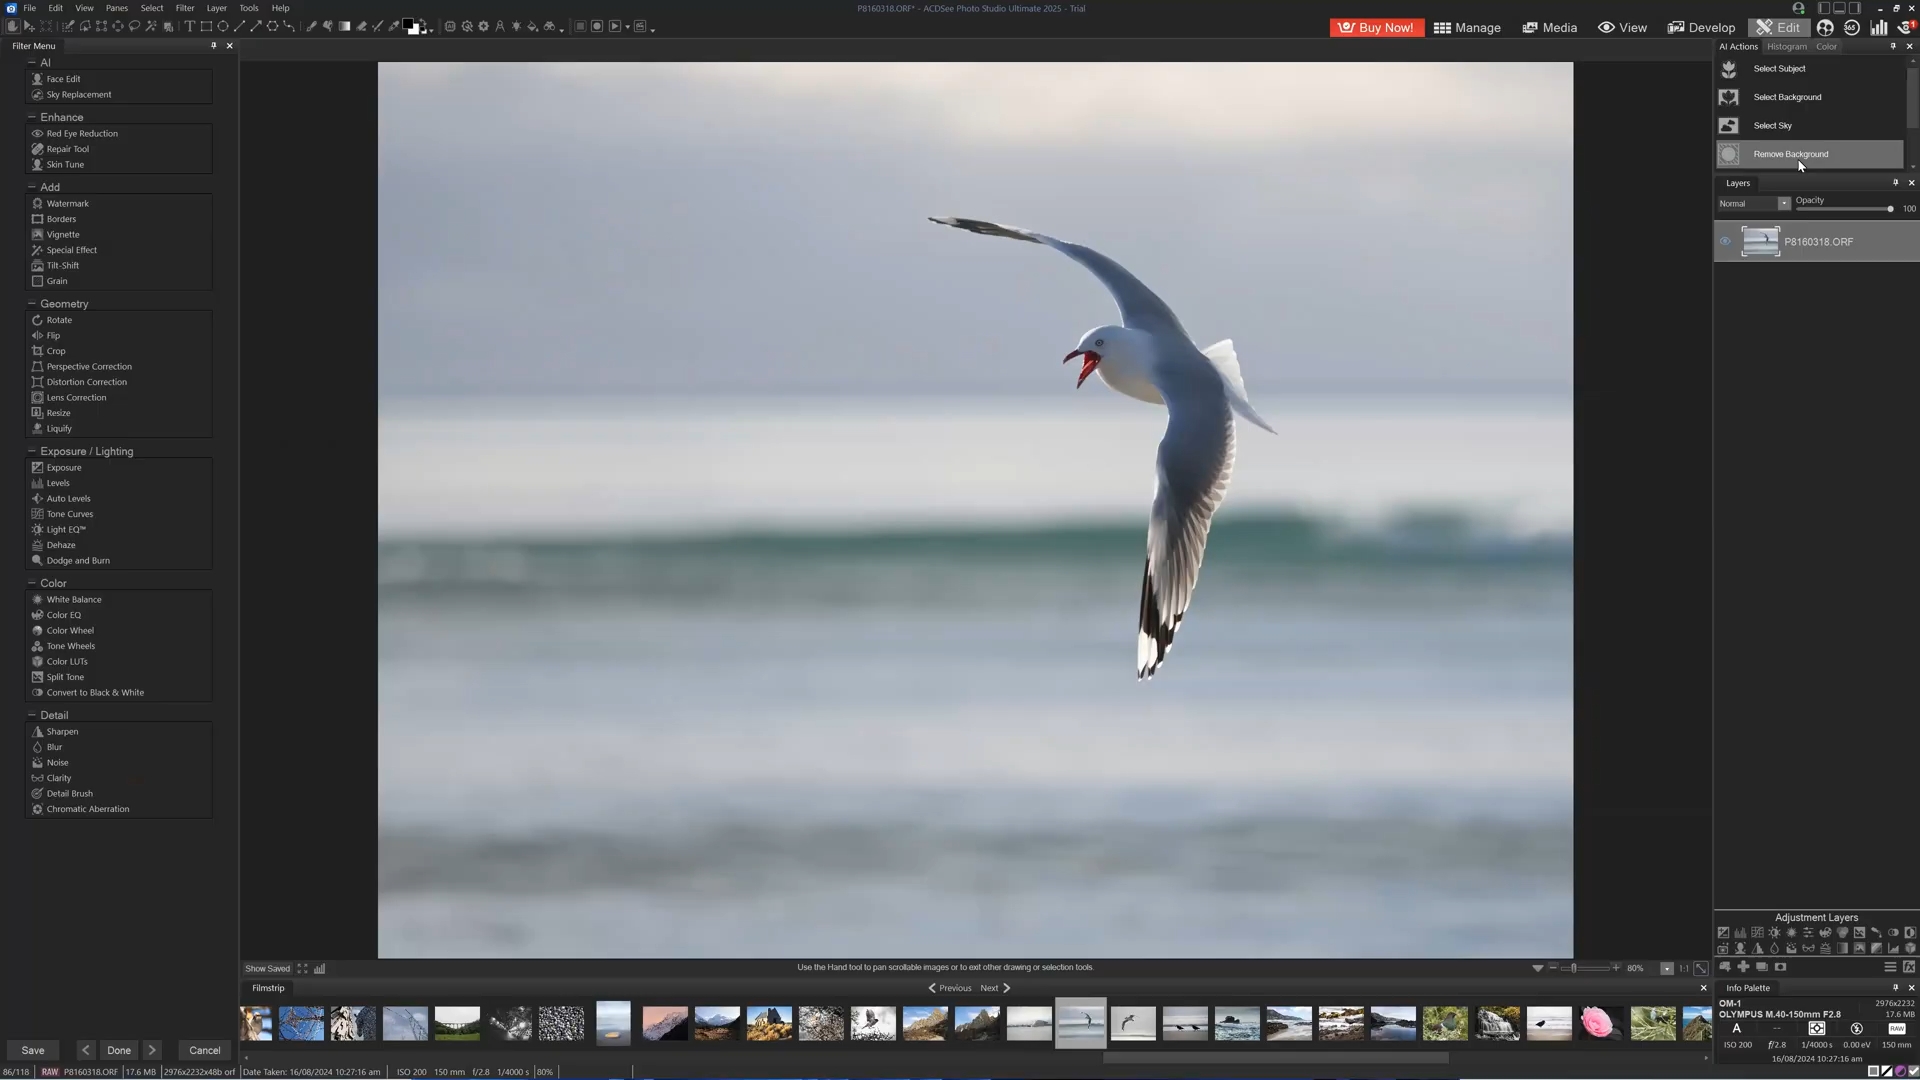 File Edit View Panes Select Filter Layer Tools Help
P8160318.ORF* - ACDSee Photo Studio Ultimate 2025 - Trial
Buy Now! Manage Media View Develop Edit 365
Filter Menu
AI
Face Edit
Sky Replacement
Enhance
Red Eye Reduction
Repair Tool
Skin Tune
Add
Watermark
Borders
Vignette
Special Effect
Tilt-Shift
Grain
Geometry
Rotate
Flip
Crop
Perspective Correction
Distortion Correction
Lens Correction
Resize
Liquify
Exposure / Lighting
Exposure
Levels
Auto Levels
Tone Curves
Light EQ™
Dehaze
Dodge and Burn
Color
White Balance
Color EQ
Color Wheel
Tone Wheels
Color LUTs
Split Tone
Convert to Black & White
Detail
Sharpen
Blur
Noise
Clarity
Detail Brush
Chromatic Aberration
Save Done Cancel
AI Actions Histogram Color
Select Subject
Select Background
Select Sky
Remove Background
Layers
Normal Opacity 100
P8160318.ORF
Adjustment Layers
Show Saved
Use the Hand tool to pan scrollable images or to exit other drawing or selection tools.
80% 1:1
Filmstrip
Previous Next
Info Palette
OM-1 2976x2232
OLYMPUS M.40-150mm F2.8 17.6 MB
A -- RAW
ISO 200 f/2.8 1/4000 s 0.00 eV 150 mm
16/08/2024 10:27:16 am
86/118 RAW P8160318.ORF 17.6 MB 2976x2232x48b orf Date Taken: 16/08/2024 10:27:16 am ISO 200 150 mm f/2.8 1/4000 s 80%